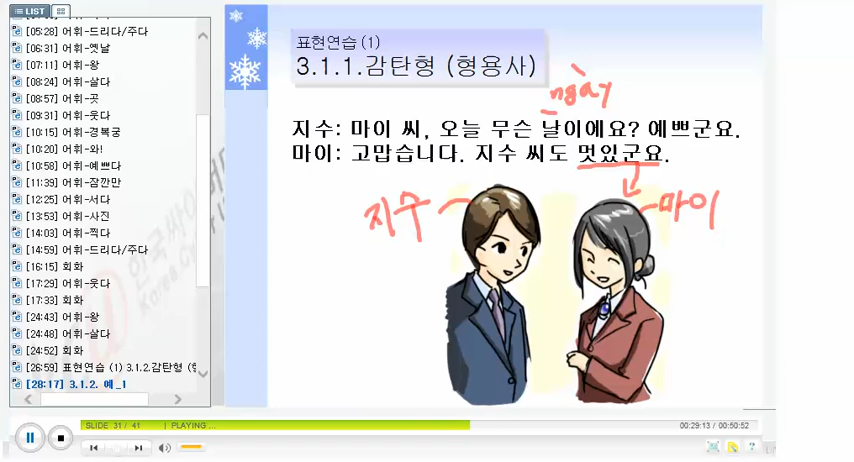 LIST
[05:28] 어휘-드리다/주다
[06:31] 어휘-옛날
[07:11] 어휘-왕
[08:24] 어휘-살다
[08:57] 어휘-곳
[09:31] 어휘-웃다
[10:15] 어휘-경복궁
[10:20] 어휘-와!
[10:58] 어휘-예쁘다
[11:39] 어휘-잠깐만
[12:25] 어휘-서다
[13:53] 어휘-사진
[14:03] 어휘-찍다
[14:59] 어휘-드리다/주다
[16:15] 회화
[17:29] 어휘-웃다
[17:33] 회화
[24:43] 어휘-왕
[24:48] 어휘-살다
[24:52] 회화
[26:59] 표현연습 (1) 3.1.2.감탄형
[28:17] 3.1.2. 예_1
표현연습 (1)
3.1.1.감탄형 (형용사)
ngày
지수: 마이 씨, 오늘 무슨 날이에요? 예쁘군요.
마이: 고맙습니다. 지수 씨도 멋있군요.
지수
마이
SLIDE 31 / 41 | PLAYING...
00:29:13 / 00:50:52